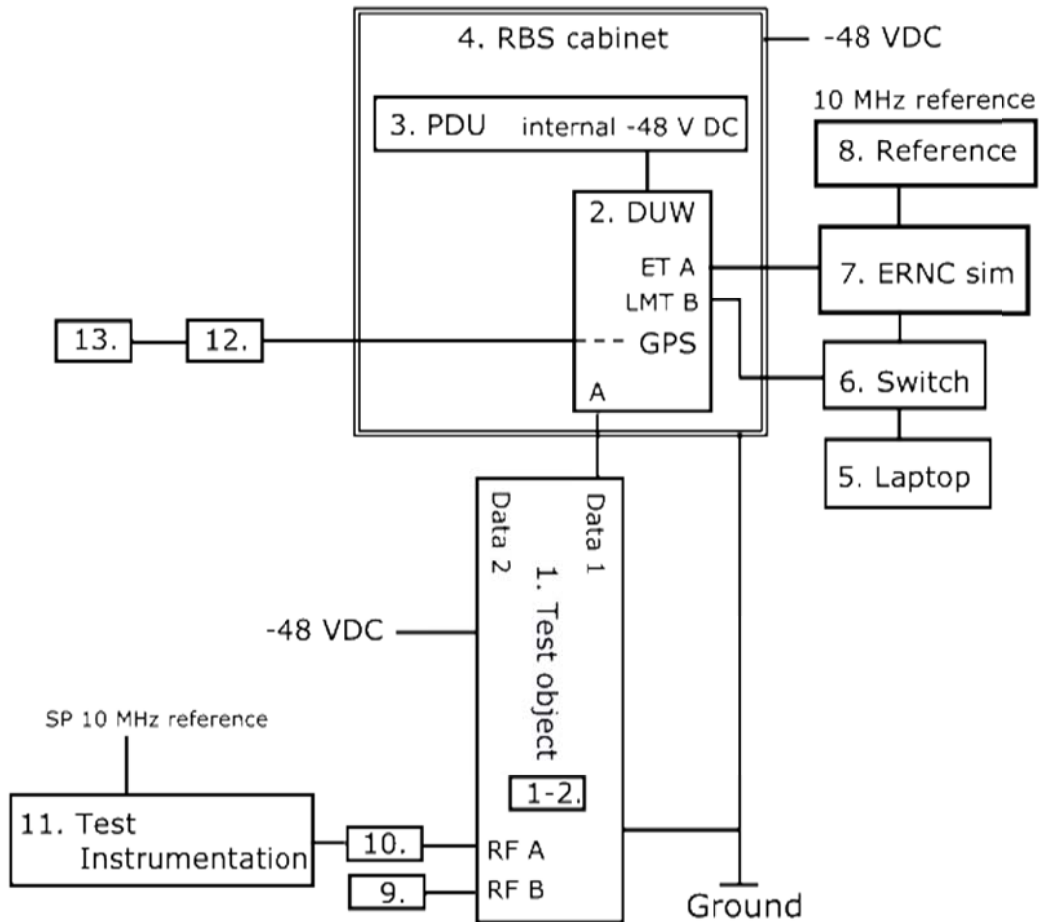 4. RBS cabinet
-48 VDC
10 MHz reference
3. PDU internal -48 V DC
8. Reference
2. DUW
ET A
7. ERNC sim
LMT B
13.
12.
GPS
6. Switch
A
5. Laptop
Data 2
Data 1
1. Test object
-48 VDC
SP 10 MHz reference
1-2.
11. Test
Instrumentation
10.
RF A
9.
RF B
Ground